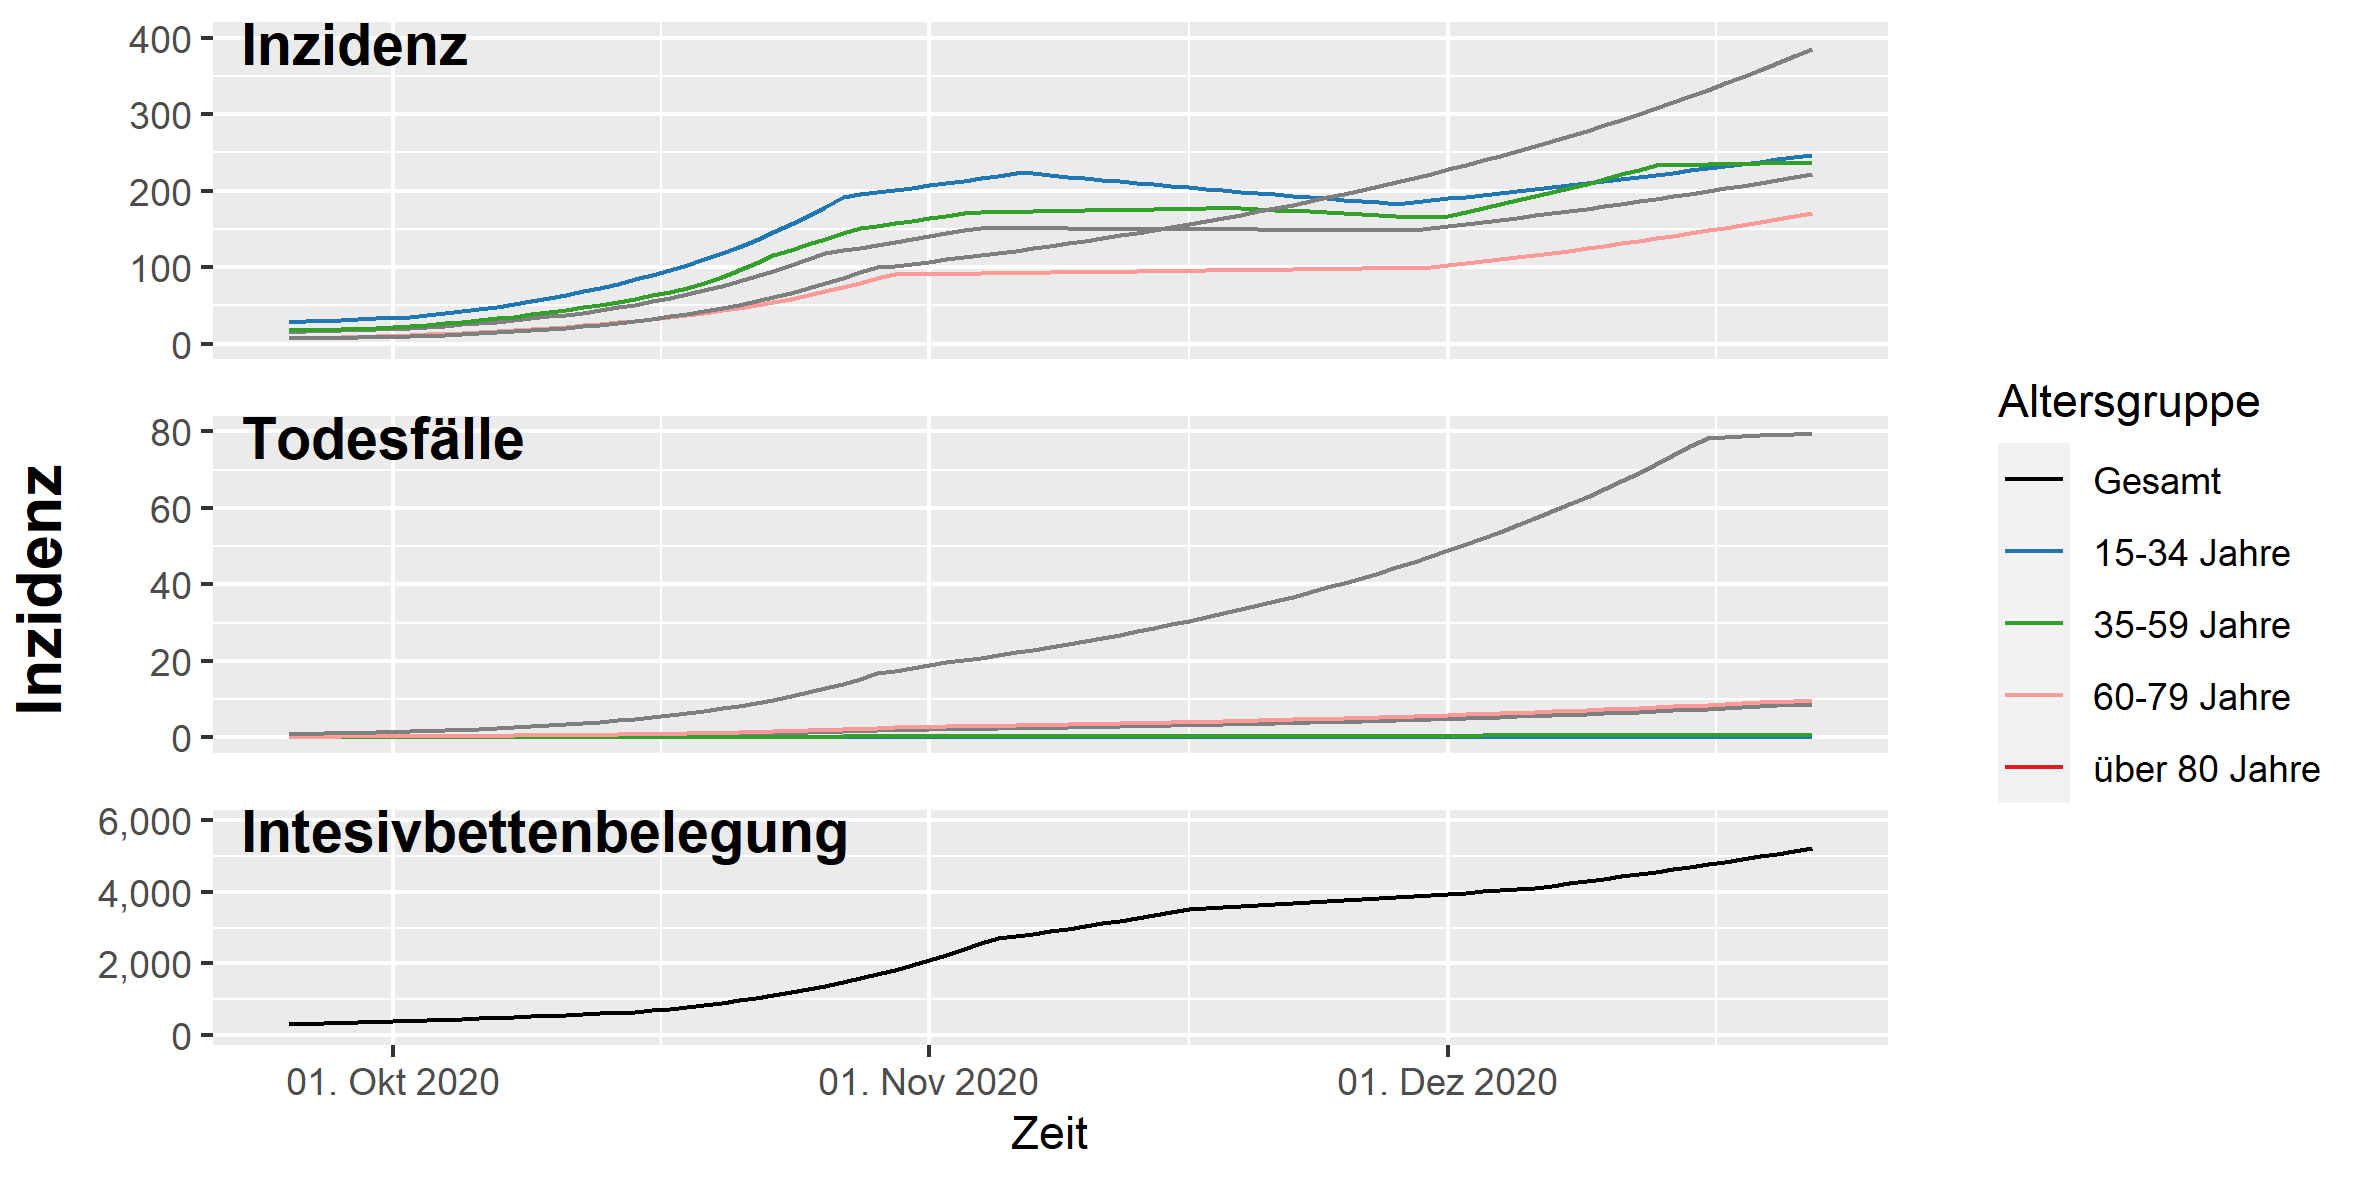 Inzidenz
400
300
200
100
0
Todesfälle
80
60
40
20
0
Inzidenz
Intesivbettenbelegung
6,000
4,000
2,000
0
01. Okt 2020
01. Nov 2020
01. Dez 2020
Zeit
Altersgruppe
Gesamt
15-34 Jahre
35-59 Jahre
60-79 Jahre
über 80 Jahre